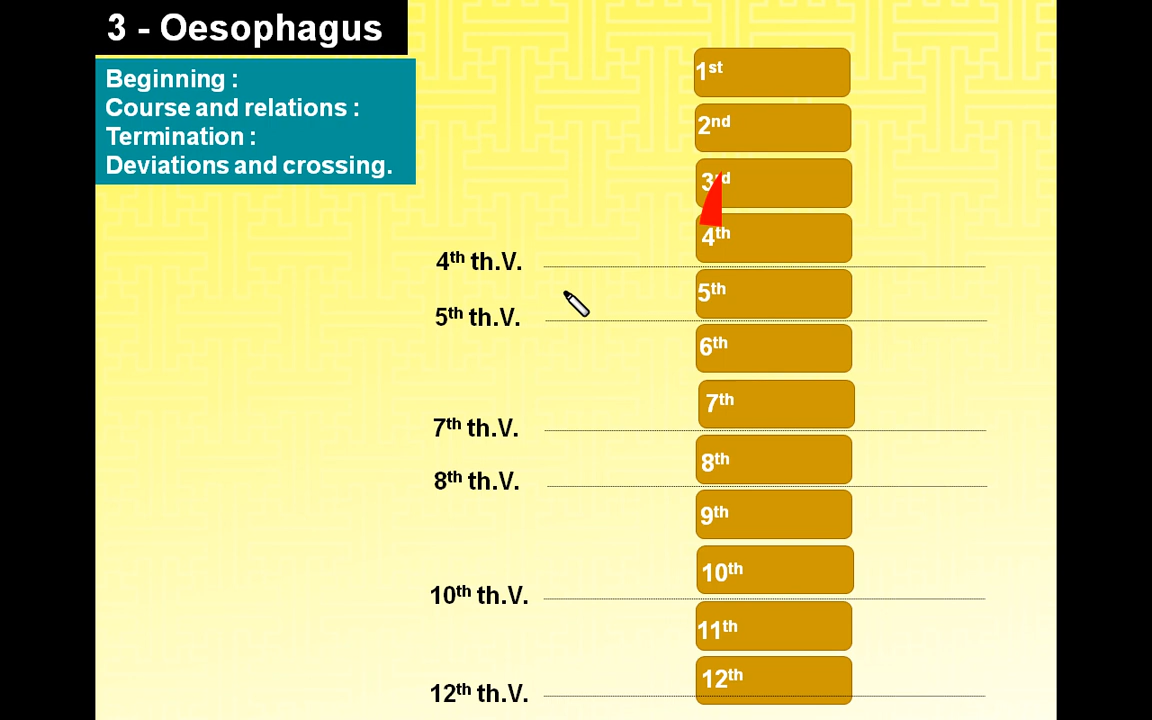 3 - Oesophagus
Beginning :
Course and relations :
Termination :
Deviations and crossing.
1st
2nd
3rd
4th
4th th.V.
5th
5th th.V.
6th
7th
7th th.V.
8th
8th th.V.
9th
10th
10th th.V.
11th
12th
12th th.V.